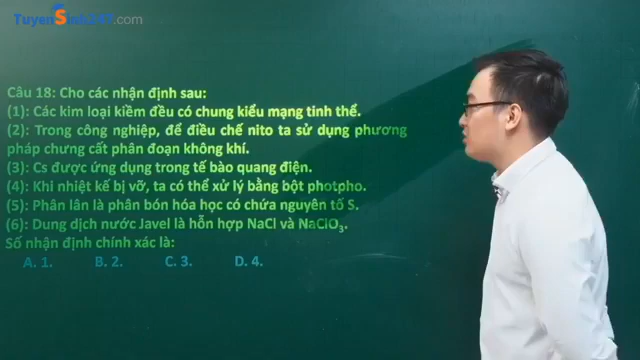 TuyenSinh247.com
Câu 18: Cho các nhận định sau:
(1): Các kim loại kiềm đều có chung kiểu mạng tinh thể.
(2): Trong công nghiệp, để điều chế nito ta sử dụng phương
pháp chưng cất phân đoạn không khí.
(3): Cs được ứng dụng trong tế bào quang điện.
(4): Khi nhiệt kế bị vỡ, ta có thể xử lý bằng bột photpho.
(5): Phân lân là bón hóa học có chứa nguyên tố S.
(6): Dung dịch nước Javel là hỗn hợp NaCl và NaClO₃.
Số nhận định chính xác là:
A. 1. B. 2. C. 3. D. 4.